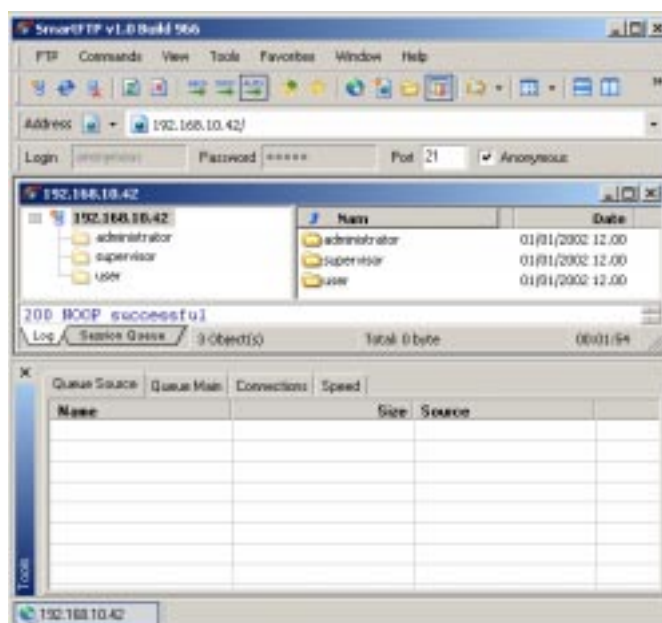 SmartFTP v1.0 Build 966
FTP Commands View Tools Favorites Window Help
Address 192.168.10.42/
Login anonymous Password ***** Port 21 Anonymous
192.168.10.42
192.168.10.42
administrator
supervisor
user
Nam Date
administrator 01/01/2002 12.00
supervisor 01/01/2002 12.00
user 01/01/2002 12.00
200 NOOP successful
Log Session Queue 3 Object(s) Total: 0 byte 00:01:54
Queue Source Queue Main Connections Speed
Name Size Source
Tools
192.168.10.42